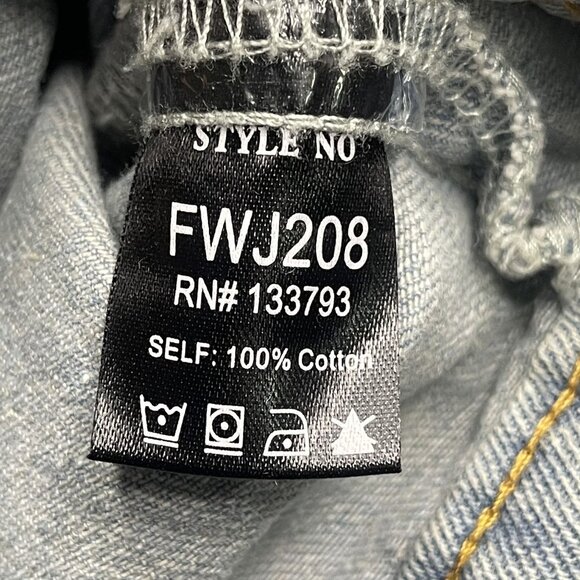 STYLE NO
FWJ208
RN# 133793
SELF: 100% Cotton